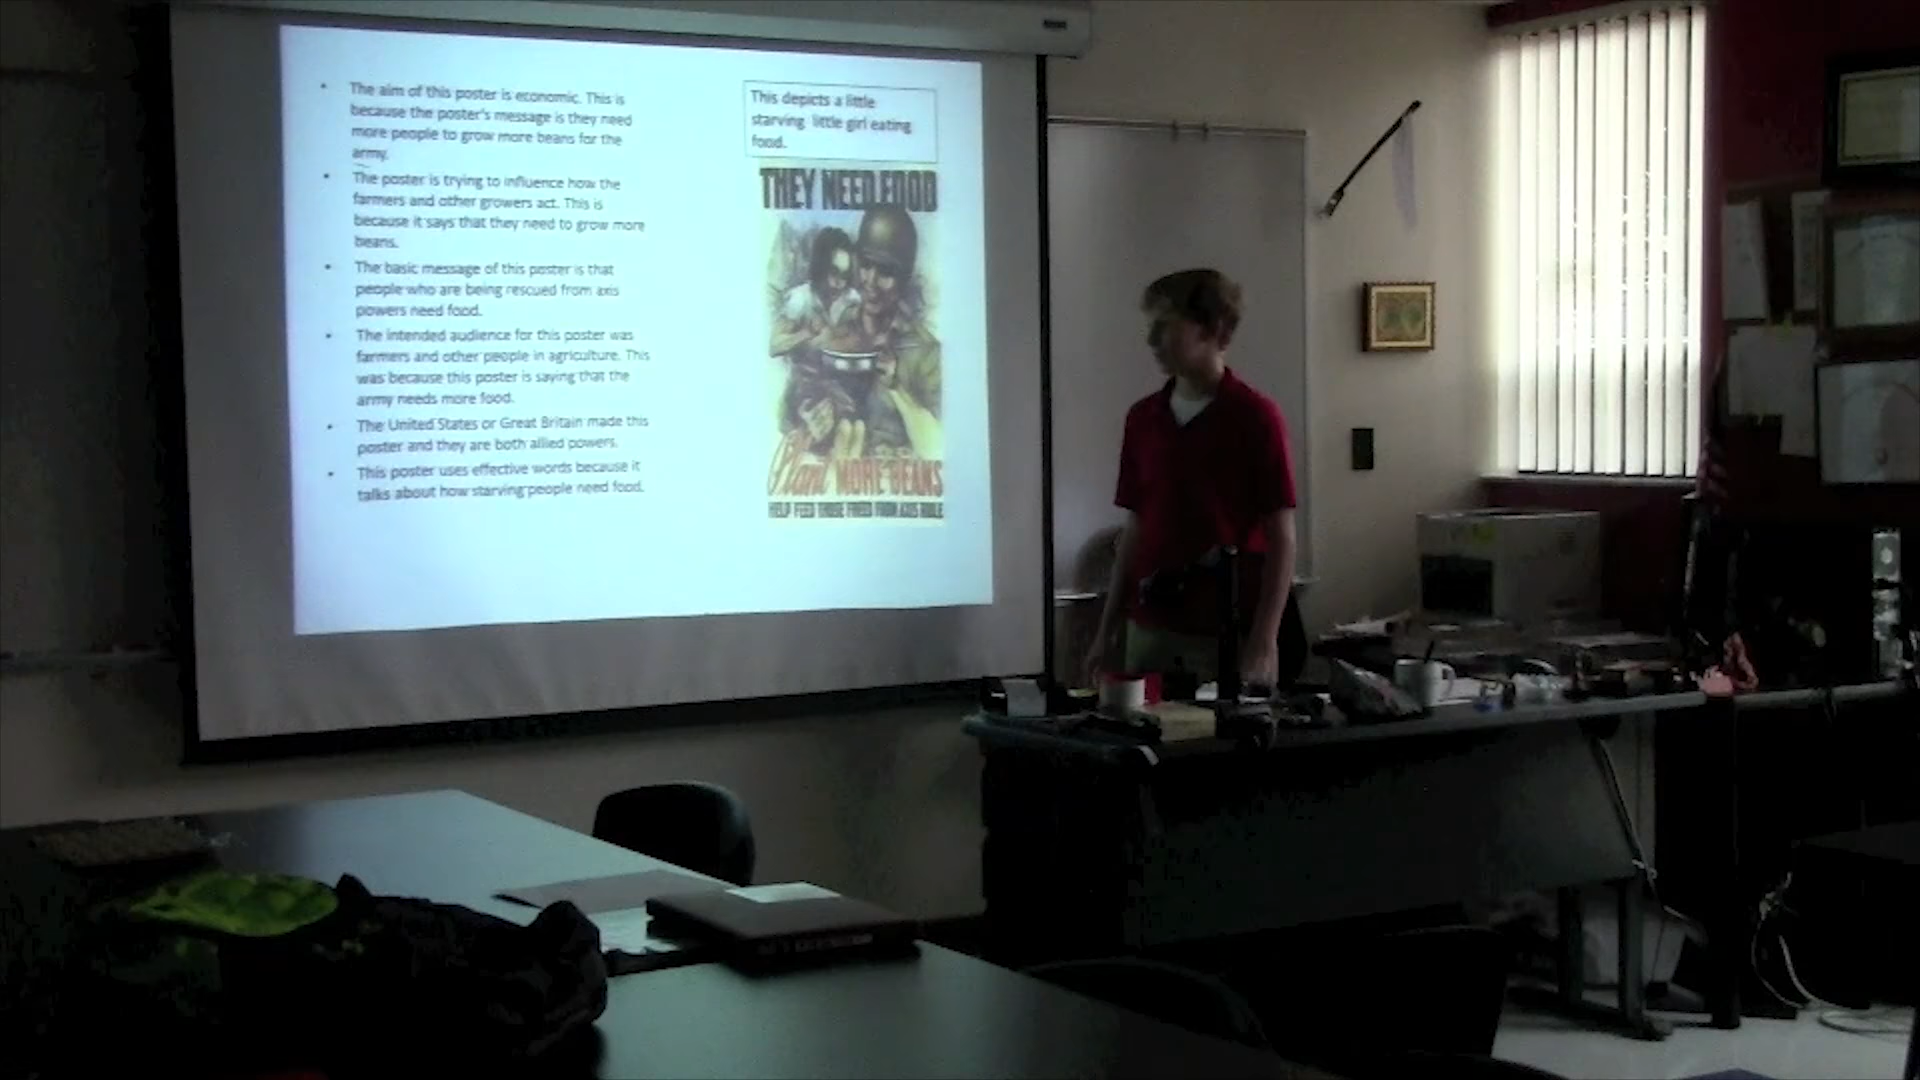 The aim of this poster is economic. This is
because the poster's message is they need
more people to grow more beans for the
army.
The poster is trying to influence how the
farmers and other growers act. This is
because it says that they need to grow more
beans.
The basic message of this poster is that
people who are being rescued from axis
powers need food.
The intended audience for this poster was
farmers and other people in agriculture. This
was because this poster is saying that the
army needs more food.
The United States or Great Britain made this
poster and they are both allied powers.
This poster uses effective words because it
talks about how starving people need food.
This depicts a little
starving little girl eating
food.
THEY NEED FOOD
Plant MORE BEANS
HELP FEED THOSE FREED FROM AXIS RULE